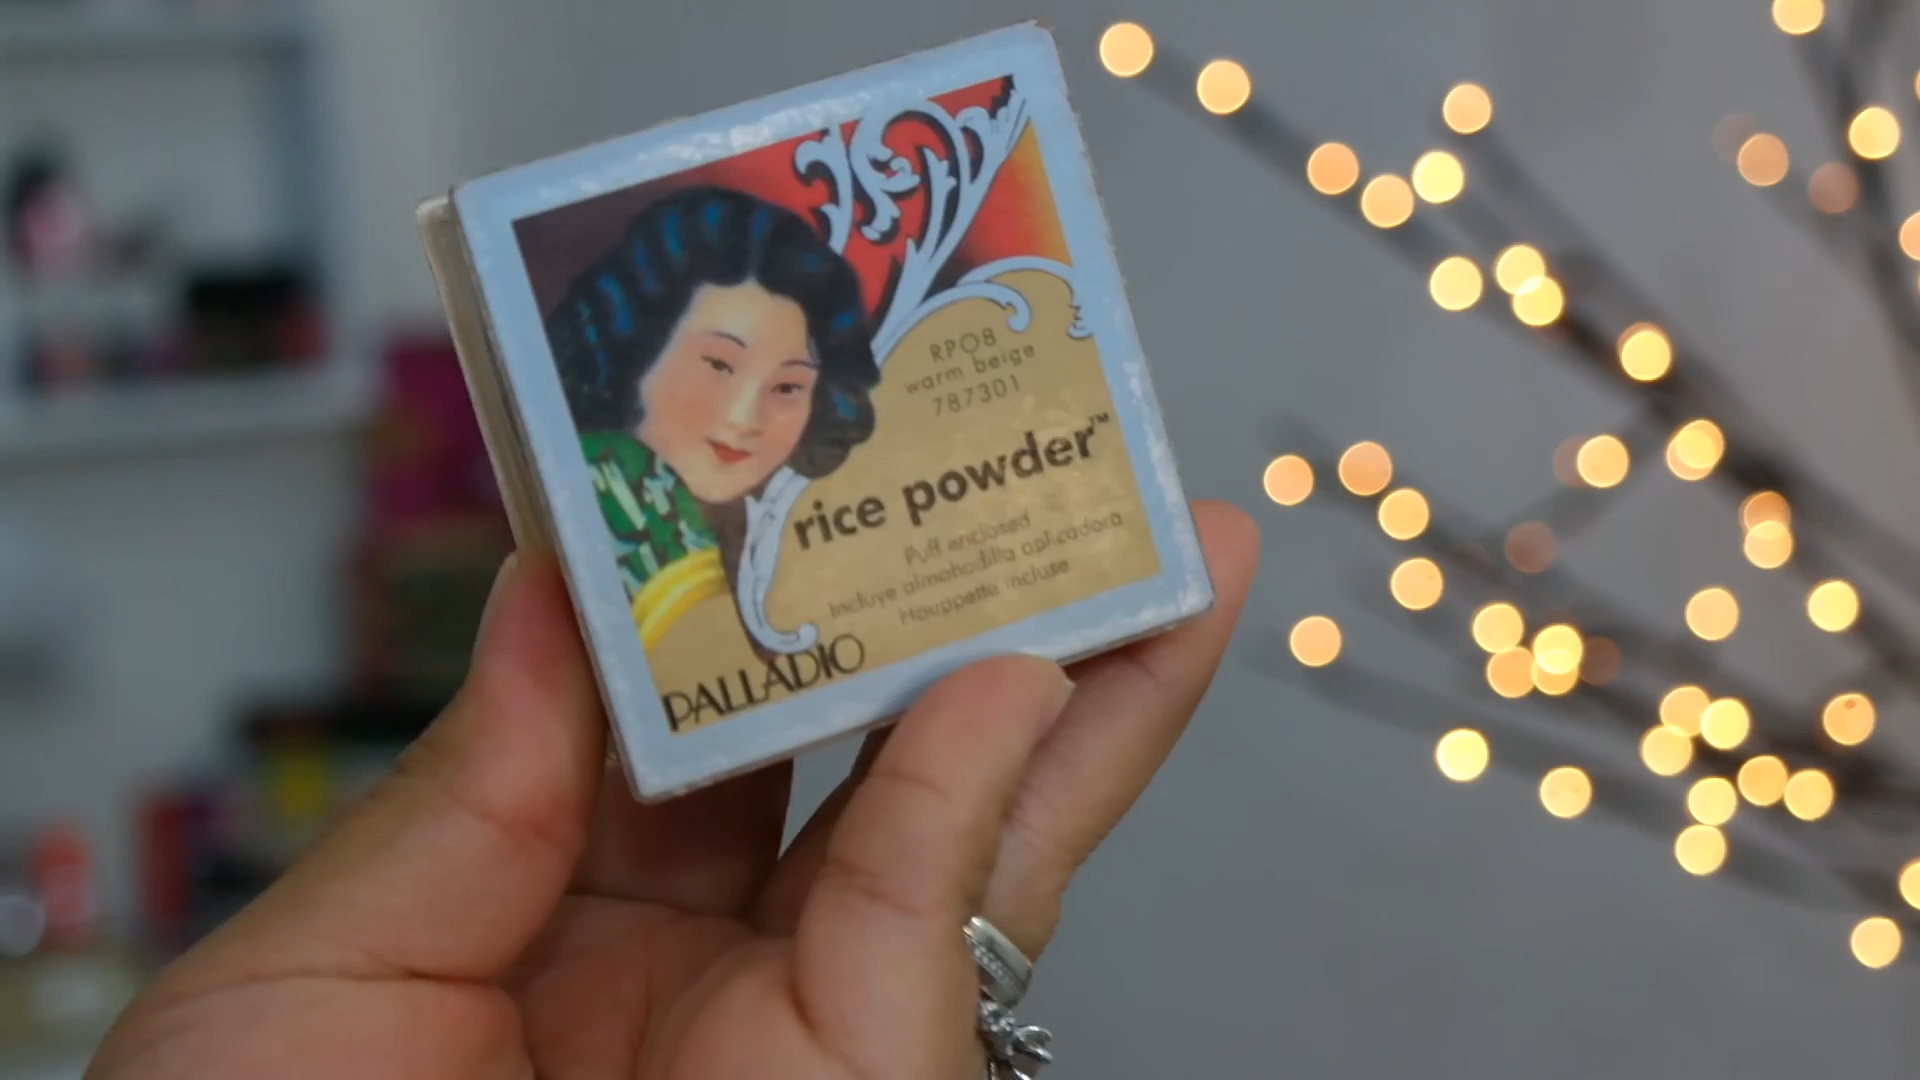 RP08
warm beige
787301
rice powder™
Puff enclosed
Incluye almohadilla aplicadora
Houppette incluse
PALLADIO